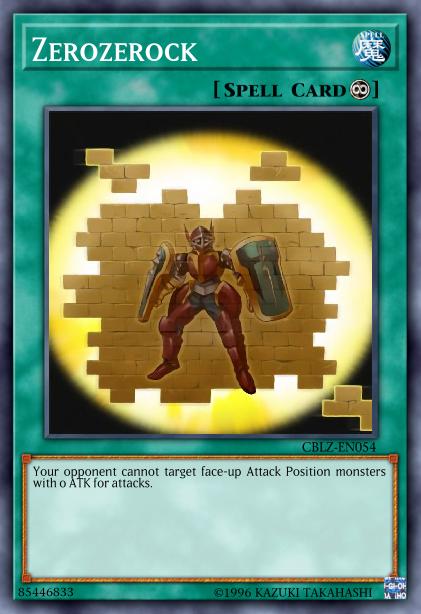 Zerozerock
SPELL
魔
[Spell Card]
CBLZ-EN054
Your opponent cannot target face-up Attack Position monsters
with 0 ATK for attacks.
85446833
©1996 KAZUKI TAKAHASHI